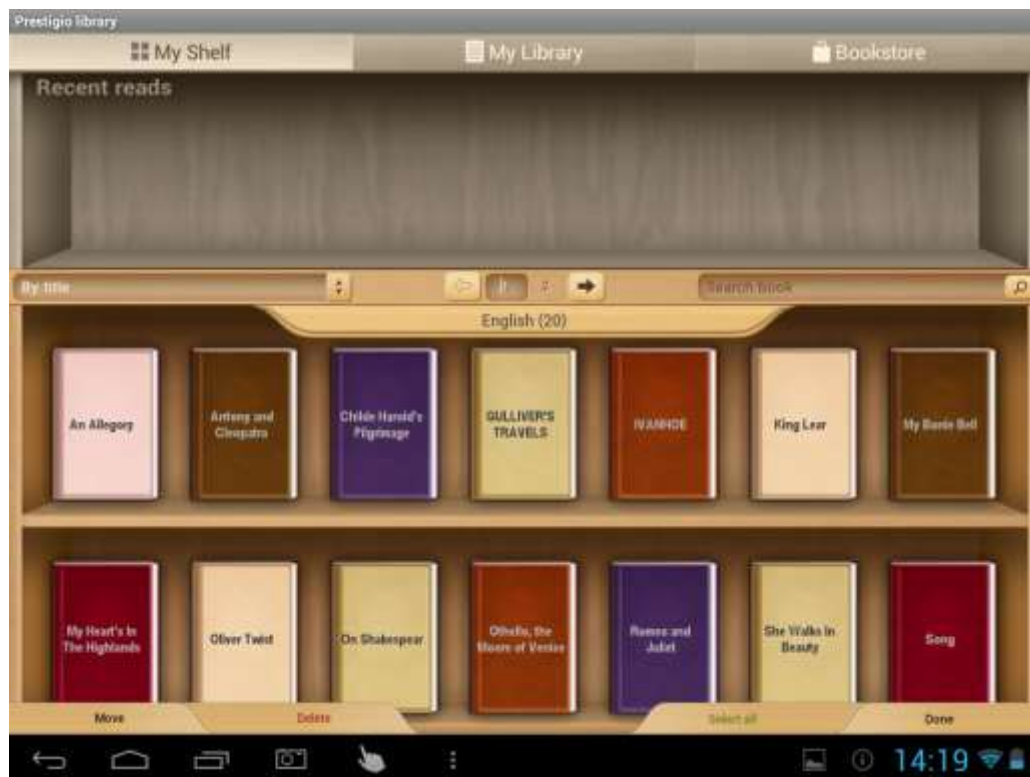 Prestigio library
My Shelf
My Library
Bookstore
Recent reads
By title
2
Search book
English (20)
An Allegory
Antony and
Cleopatra
Childe Harold's
Pilgrimage
GULLIVER'S
TRAVELS
IVANHOE
King Lear
My Bonie Bell
My Heart's In
The Highlands
Oliver Twist
On Shakespear
Othello, the
Moore of Venice
Romeo and
Juliet
She Walks In
Beauty
Song
Move
Delete
Select all
Done
14:19